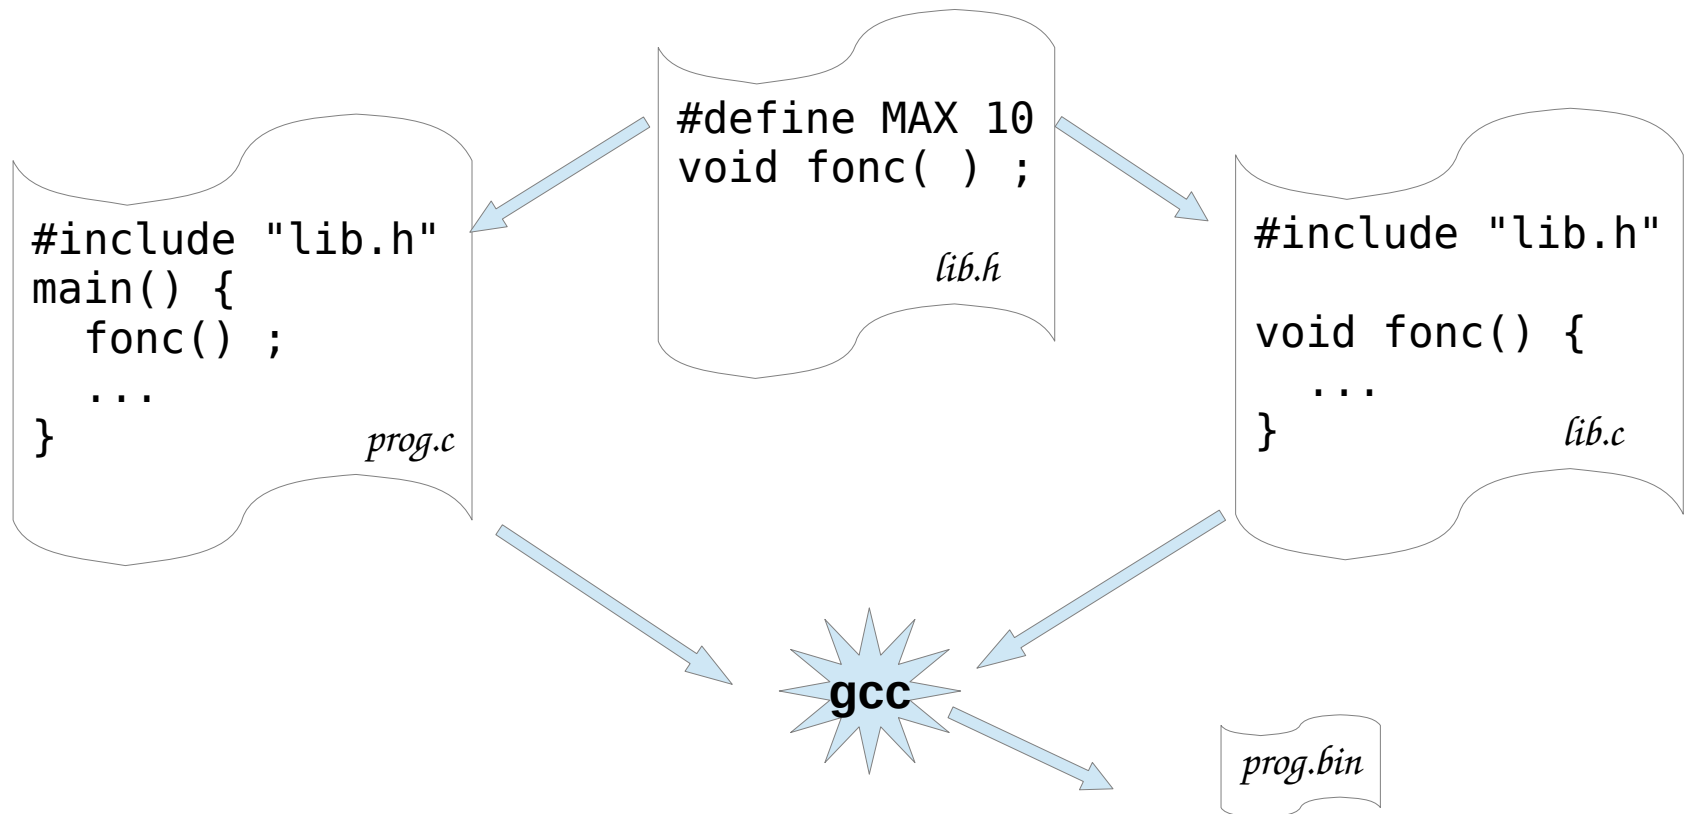 #define MAX 10
void fonc( ) ;
lib.h
#include "lib.h"
main() {
  fonc() ;
  ...
}
prog.c
#include "lib.h"
void fonc() {
  ...
}
lib.c
gcc
prog.bin